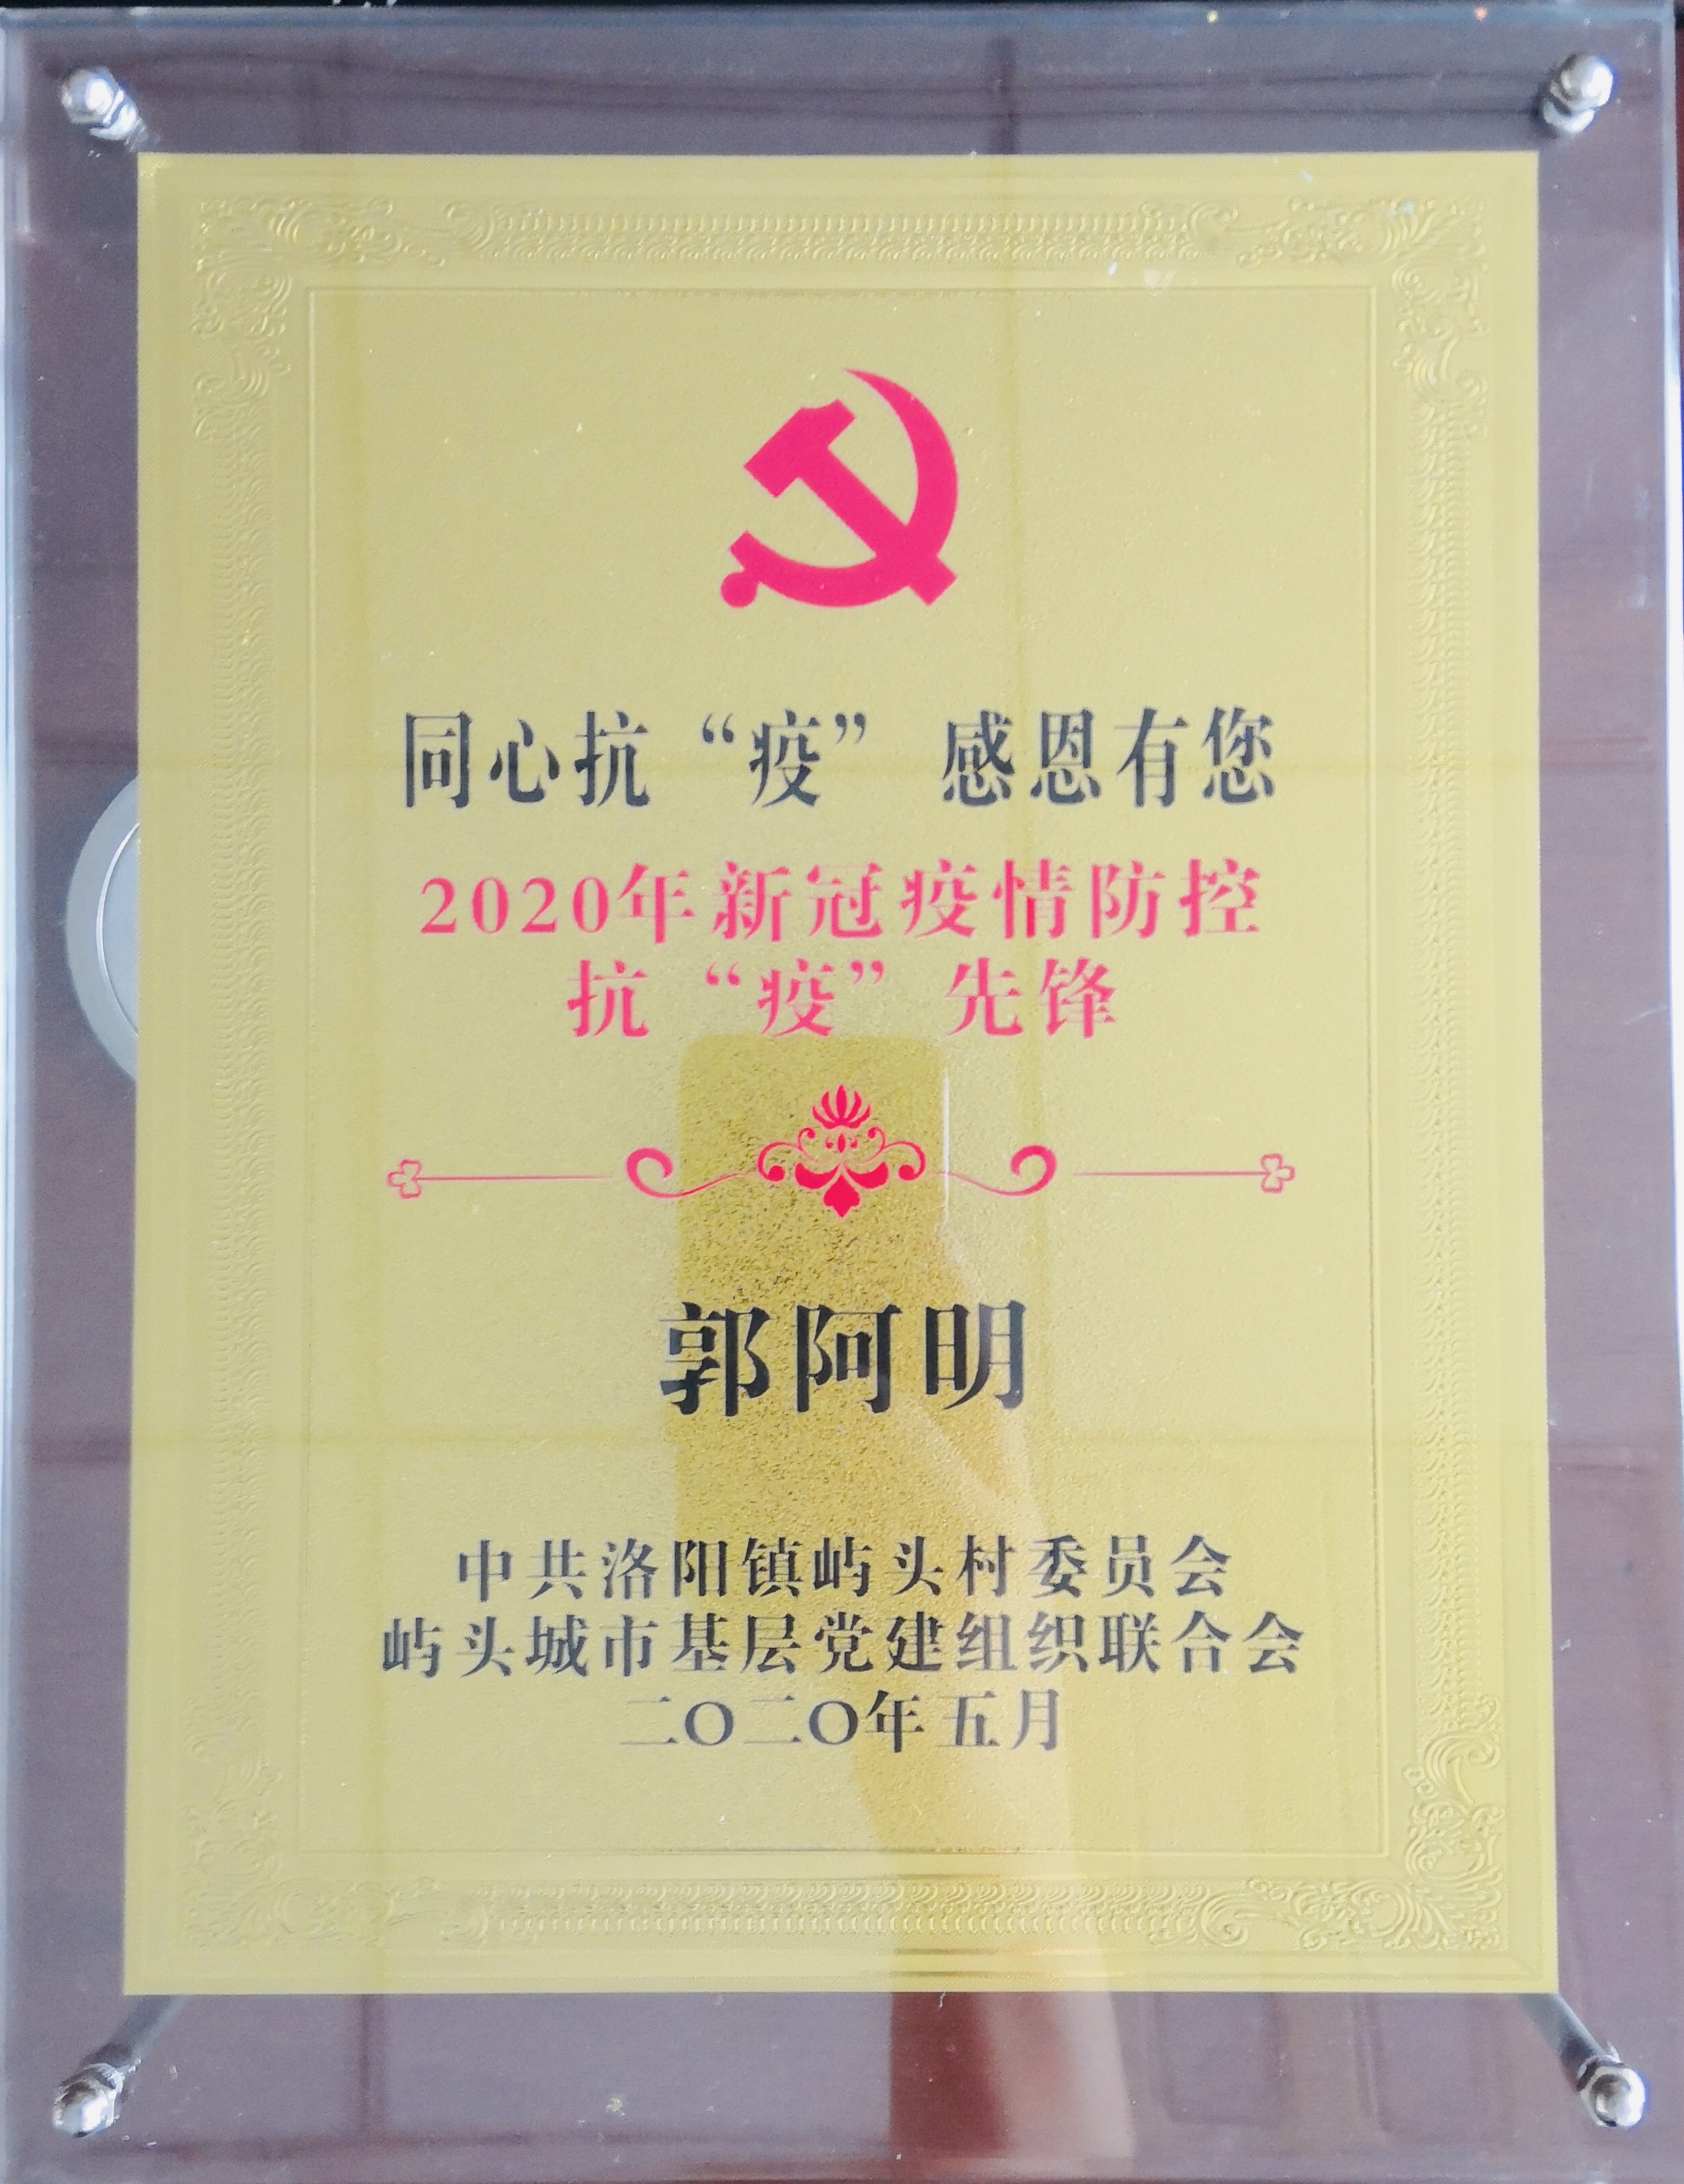 同心抗“疫” 感恩有您
2020年新冠疫情防控
抗“疫”先锋
郭阿明
中共洛阳镇屿头村委员会
屿头城市基层党建组织联合会
二〇二〇年五月